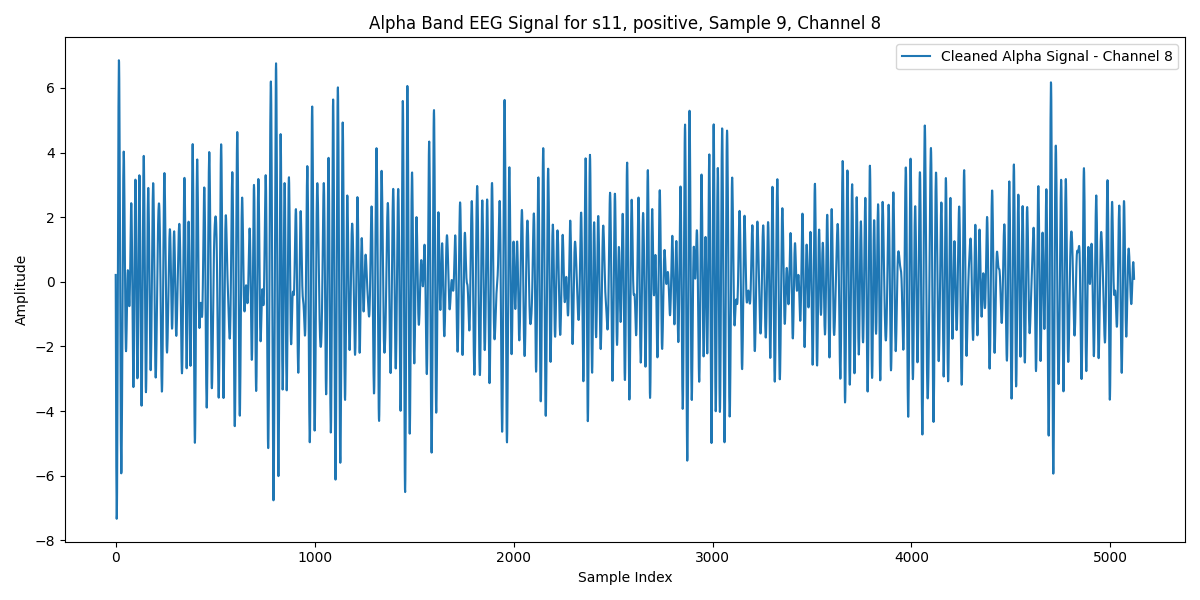 Alpha Band EEG Signal for s11, positive, Sample 9, Channel 8
Cleaned Alpha Signal - Channel 8
Amplitude
6
4
2
0
−2
−4
−6
−8
0 1000 2000 3000 4000 5000
Sample Index